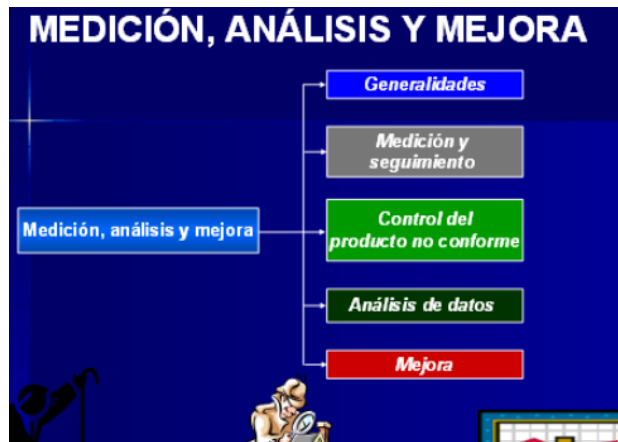 MEDICIÓN, ANÁLISIS Y MEJORA
Generalidades
Medición y
seguimiento
Medición, análisis y mejora
Control del
producto no conforme
Análisis de datos
Mejora